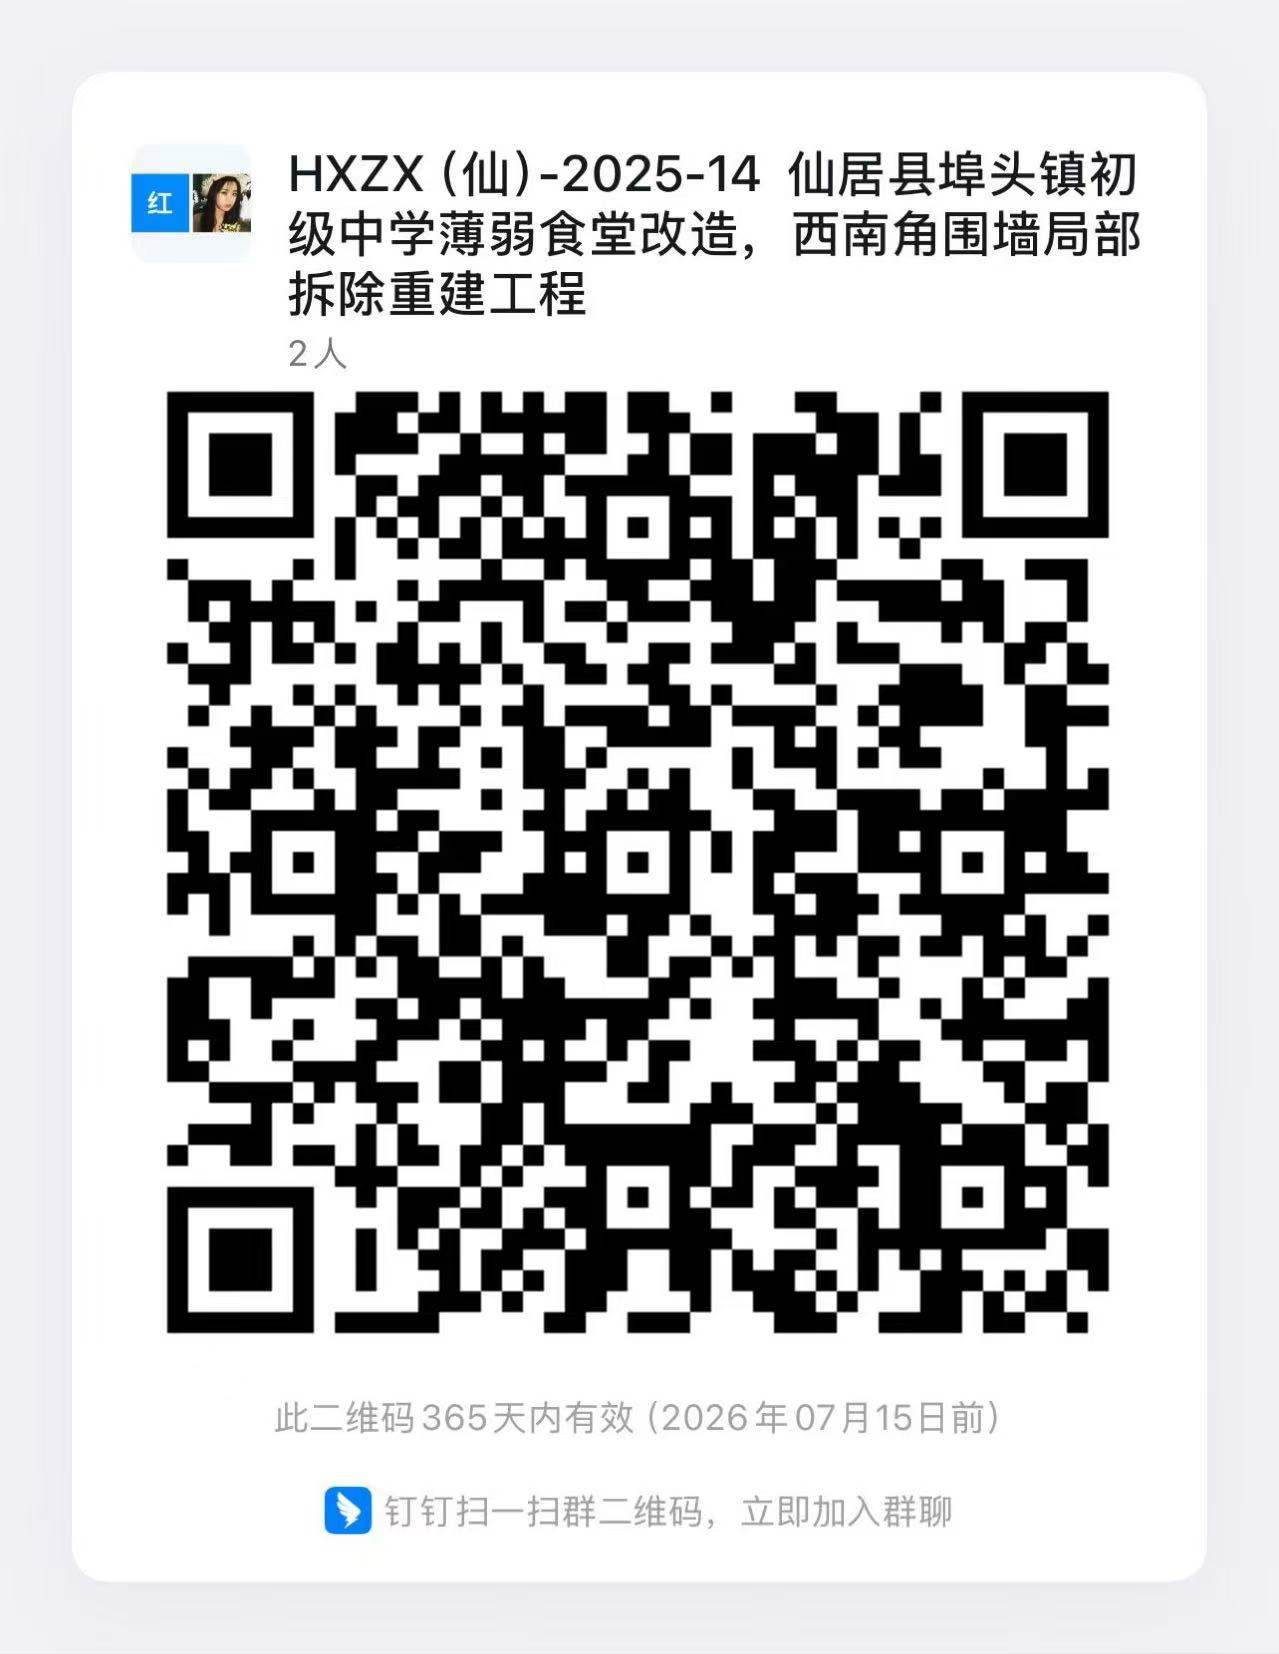 红
HXZX（仙）-2025-14 仙居县埠头镇初
级中学薄弱食堂改造，西南角围墙局部
拆除重建工程
2人
此二维码365天内有效（2026年07月15日前）
钉钉扫一扫群二维码，立即加入群聊